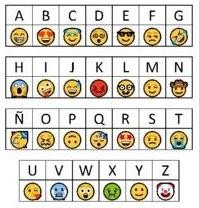 A B C D E F G
H I J K L M N
Ñ O P Q R S T
U V W X Y Z